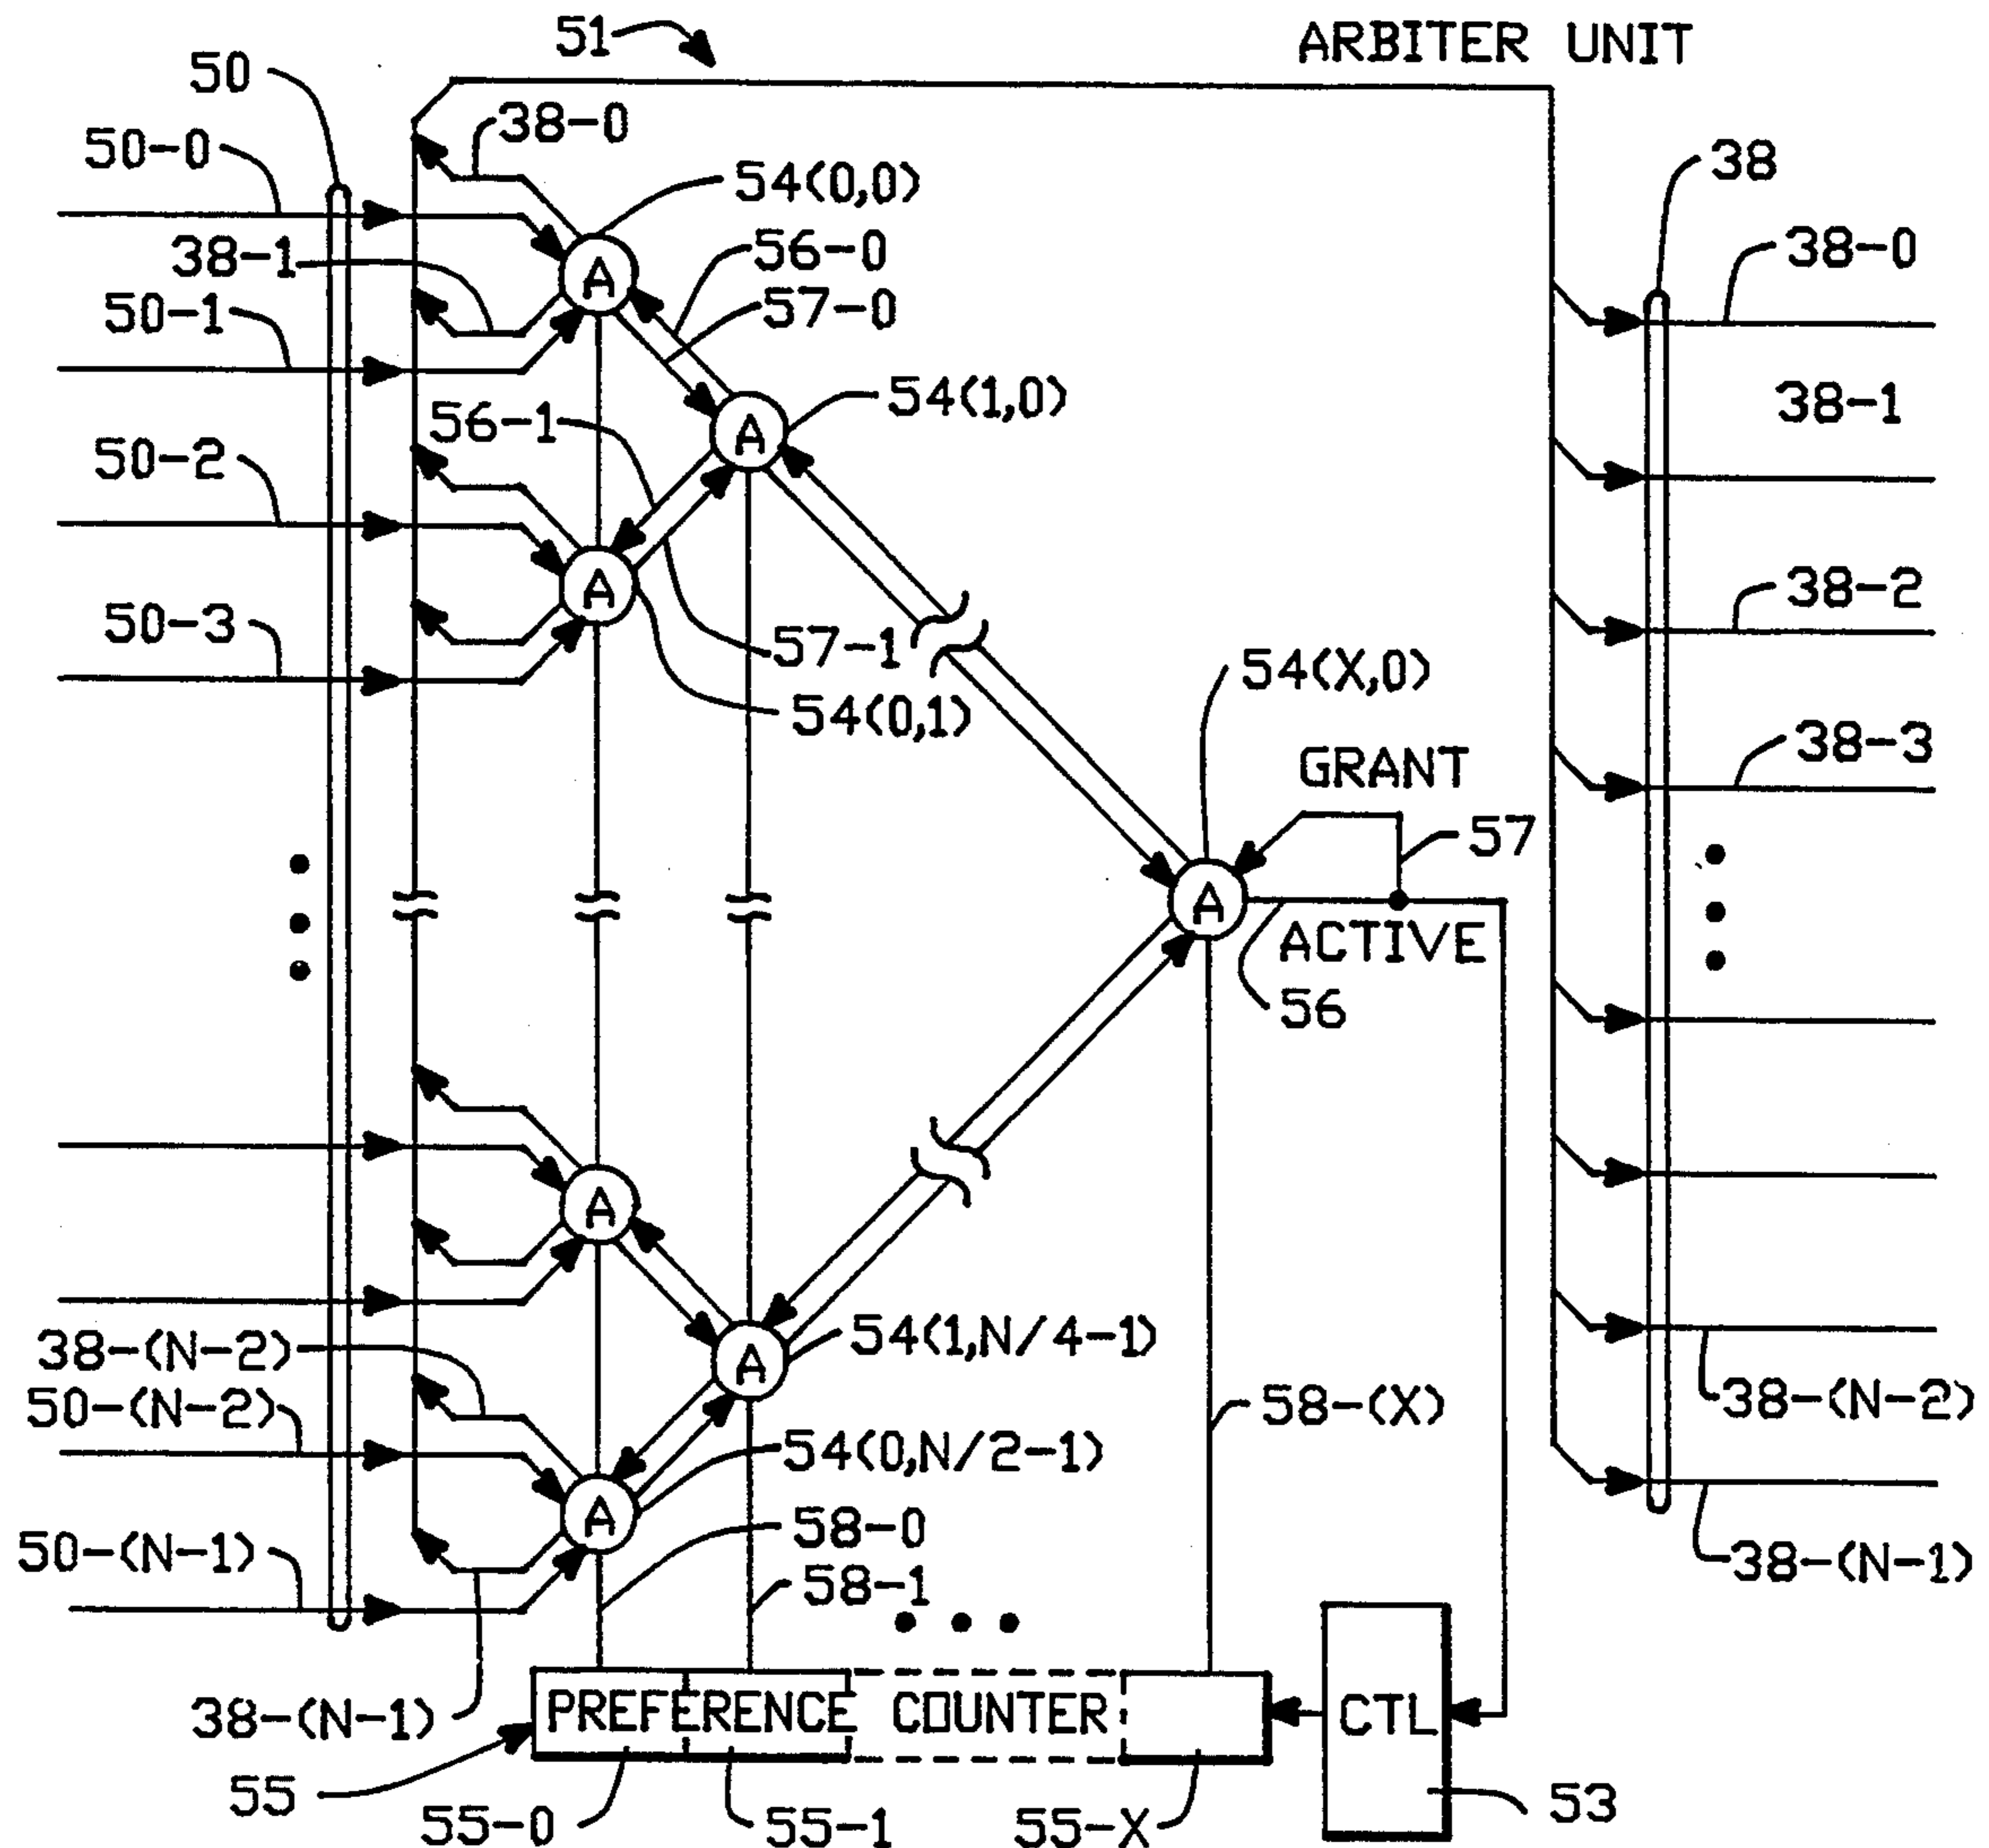 51
ARBITER UNIT
50
38-0
50-0
54(0,0)
38
56-0
38-0
38-1
A
57-0
50-1
38-1
54(1,0)
56-1
A
50-2
38-2
A
50-3
57-1
54(X,0)
54(0,1)
38-3
GRANT
57
A
ACTIVE
56
A
54(1,N/4-1)
38-(N-2)
A
50-(N-2)
58-(X)
38-(N-2)
54(0,N/2-1)
A
58-0
50-(N-1)
38-(N-1)
58-1
38-(N-1)
PREFERENCE COUNTER
CTL
55
53
55-0
55-1
55-X